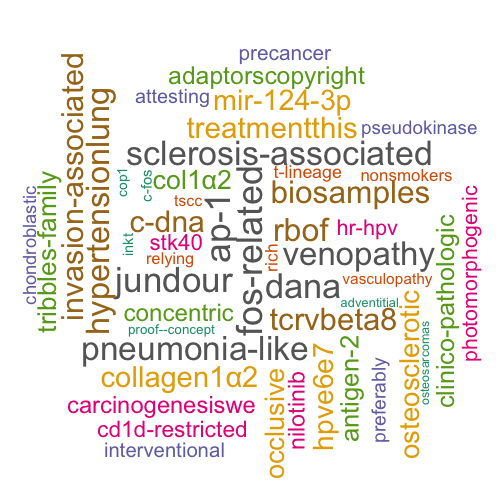 precancer
adaptorscopyright
attesting
mir-124-3p
treatmentthis
pseudokinase
sclerosis-associated
invasion-associated
hypertensionlung
chondroblastic
tribbles-family
cop1
c-fos
col1α2
tscc
t-lineage
nonsmokers
biosamples
c-dna
ap-1
fos-related
rbof
hr-hpv
inkt
stk40
relying
rich
venopathy
jundour
dana
vasculopathy
adventitial
concentric
proof--concept
tcrvbeta8
pneumonia-like
collagen1α2
carcinogenesiswe
cd1d-restricted
interventional
occlusive
nilotinib
hpve6e7
antigen-2
preferably
osteosclerotic
osteosarcomas
clinico-pathologic
photomorphogenic